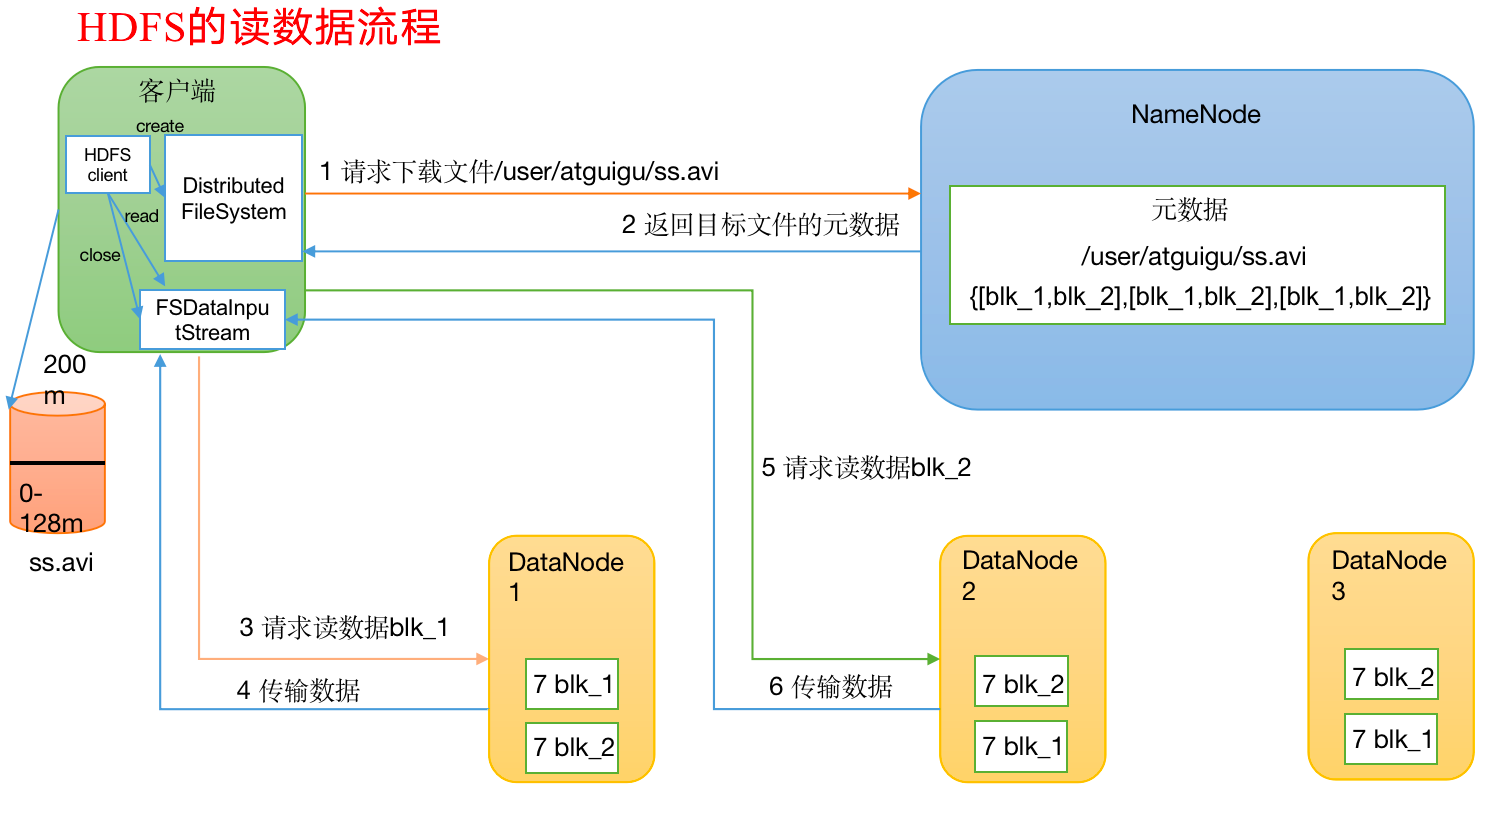 HDFS的读数据流程
客户端
create
HDFS
client
Distributed
FileSystem
read
close
FSDataInpu
tStream
1 请求下载文件/user/atguigu/ss.avi
2 返回目标文件的元数据
NameNode
元数据
/user/atguigu/ss.avi
{[blk_1,blk_2],[blk_1,blk_2],[blk_1,blk_2]}
200
m
0-
128m
ss.avi
3 请求读数据blk_1
4 传输数据
5 请求读数据blk_2
6 传输数据
DataNode
1
7 blk_1
7 blk_2
DataNode
2
7 blk_2
7 blk_1
DataNode
3
7 blk_2
7 blk_1